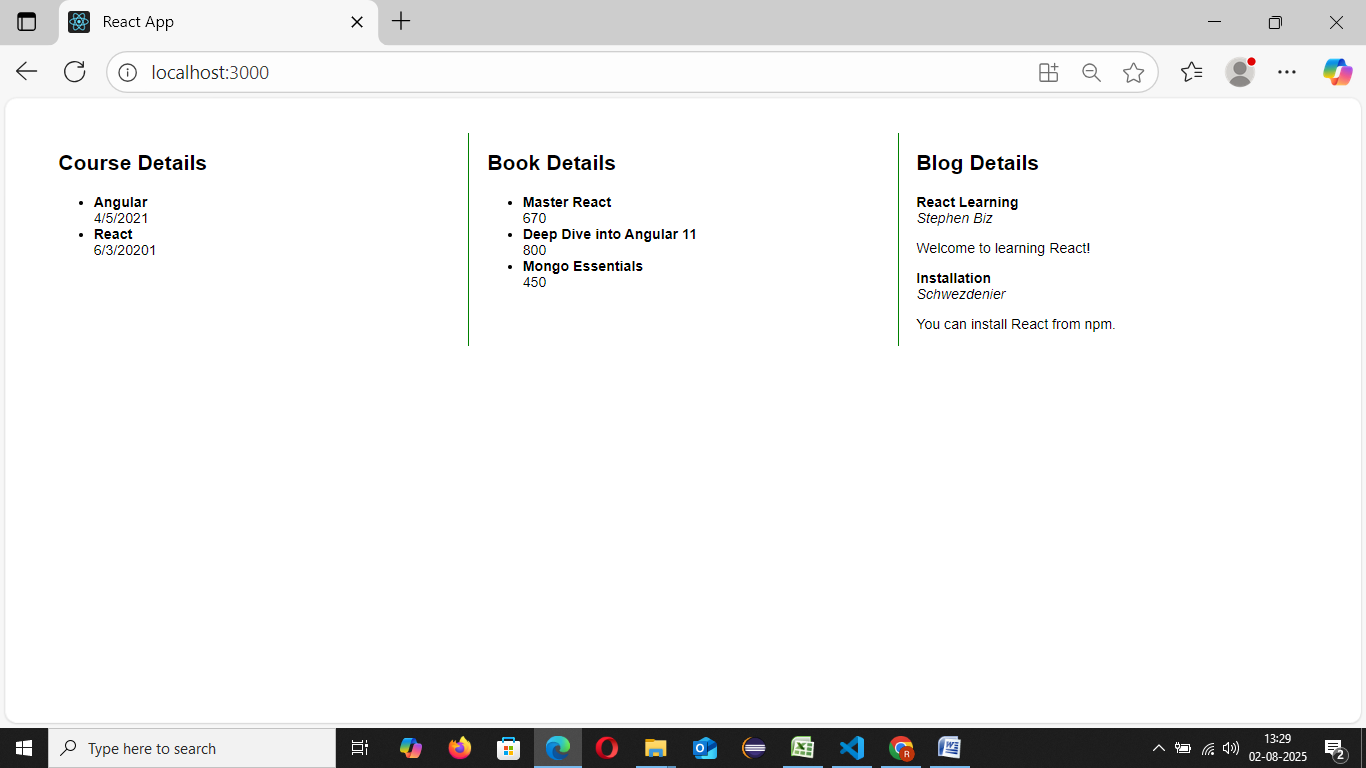 React App
localhost:3000
Course Details
Angular
4/5/2021
React
6/3/20201
Book Details
Master React
670
Deep Dive into Angular 11
800
Mongo Essentials
450
Blog Details
React Learning
Stephen Biz
Welcome to learning React!
Installation
Schwezdenier
You can install React from npm.
Type here to search
R
13:29
02-08-2025
2